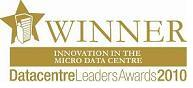 WINNER
INNOVATION IN THE
MICRO DATA CENTRE
DatacentreLeadersAwards2010